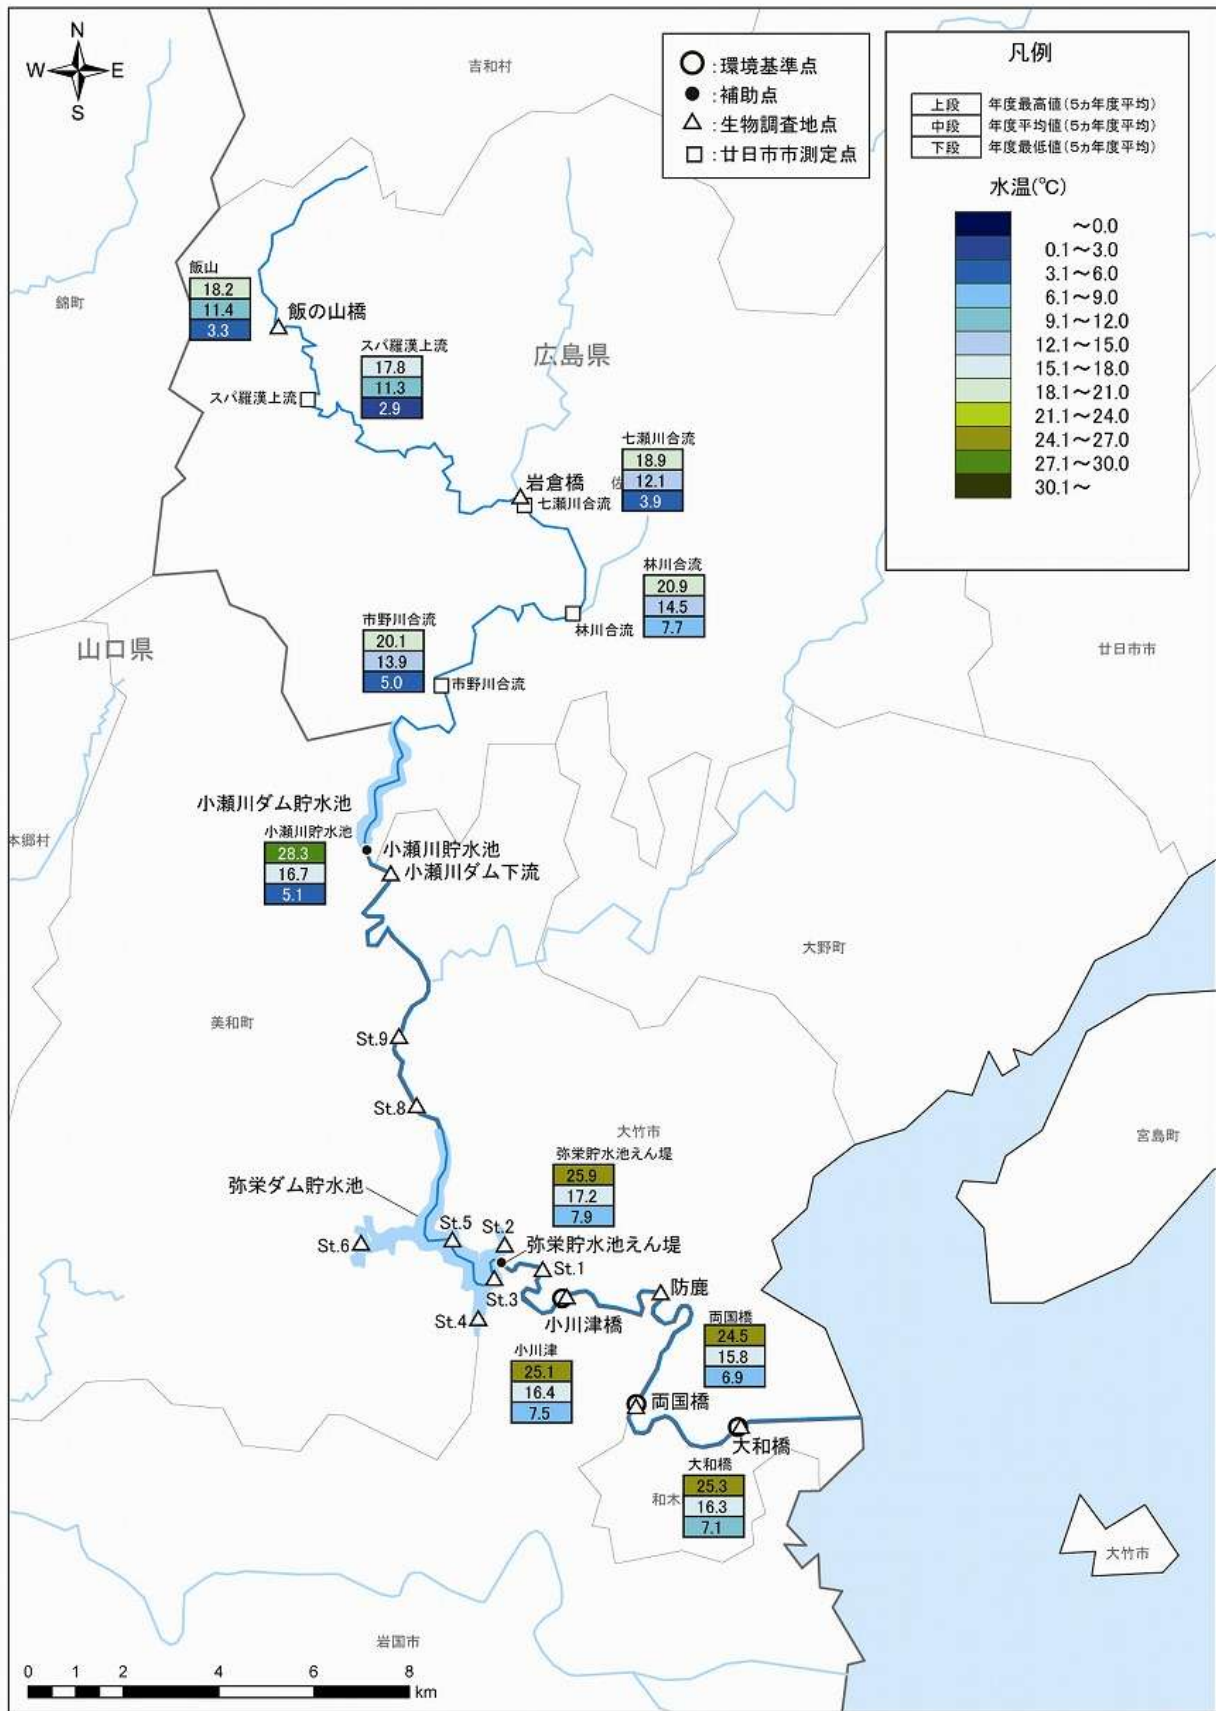 N
W
E
S
吉和村
○:環境基準点
●:補助点
△:生物調査地点
□:廿日市市測定点
凡例
上段 年度最高値(5ヵ年度平均)
中段 年度平均値(5ヵ年度平均)
下段 年度最低値(5ヵ年度平均)
水温(℃)
~0.0
0.1~3.0
3.1~6.0
6.1~9.0
9.1~12.0
12.1~15.0
15.1~18.0
18.1~21.0
21.1~24.0
24.1~27.0
27.1~30.0
30.1~
錦町
飯山
18.2
11.4
3.3
飯の山橋
スパ羅漢上流
17.8
11.3
2.9
スパ羅漢上流
広島県
七瀬川合流
18.9
12.1
3.9
岩倉橋
佐
七瀬川合流
林川合流
20.9
14.5
7.7
林川合流
市野川合流
20.1
13.9
5.0
市野川合流
山口県
廿日市市
小瀬川ダム貯水池
小瀬川貯水池
28.3
16.7
5.1
小瀬川貯水池
小瀬川ダム下流
本郷村
大野町
美和町
St.9
St.8
大竹市
宮島町
弥栄貯水池えん堤
25.9
17.2
7.9
弥栄ダム貯水池
St.5
St.2
St.6
弥栄貯水池えん堤
St.1
St.3
St.4
防鹿
小川津橋
両国橋
24.5
15.8
6.9
小川津
25.1
16.4
7.5
両国橋
大和橋
大和橋
25.3
16.3
7.1
和木
大竹市
岩国市
0 1 2 4 6 8
km